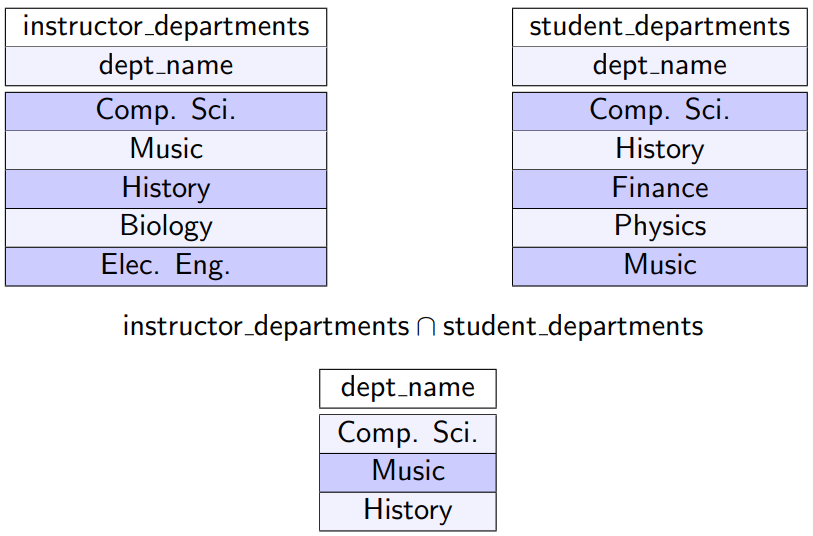 instructor_departments
dept_name
Comp. Sci.
Music
History
Biology
Elec. Eng.
student_departments
dept_name
Comp. Sci.
History
Finance
Physics
Music
instructor_departments ∩ student_departments
dept_name
Comp. Sci.
Music
History